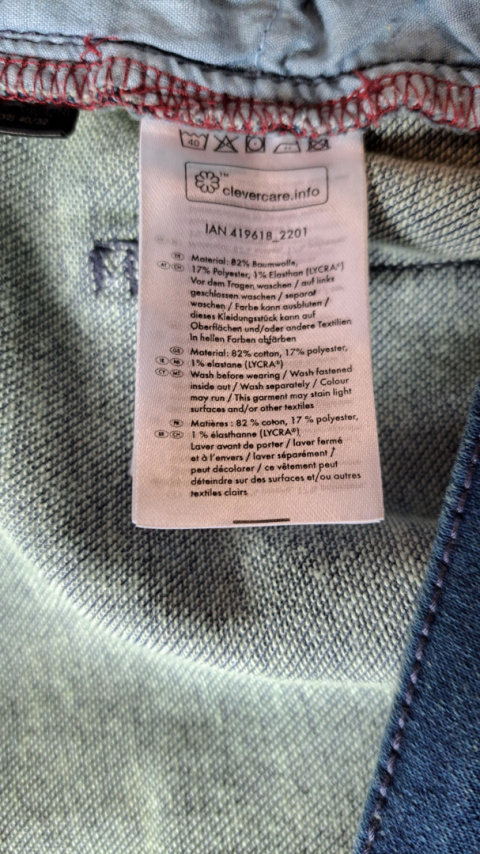 40
clevercare.info
IAN 419618_2201
DE Material: 82% Baumwolle,
AT CH 17% Polyester, 1% Elasthan (LYCRA®)
Vor dem Tragen waschen / auf links
geschlossen waschen / separat
waschen / Farbe kann ausbluten /
dieses Kleidungsstück kann auf
Oberflächen und/oder andere Textilien
in hellen Farben abfärben
Material: 82% cotton, 17% polyester,
1% elastane (LYCRA®)
Wash before wearing / Wash fastened
inside out / Wash separately / Colour
may run / This garment may stain light
surfaces and/or other textiles
Matières : 82 % coton, 17 % polyester,
1 % élasthanne (LYCRA®)
Laver avant de porter / laver fermé
et à l'envers / laver séparément /
peut décolorer / ce vêtement peut
déteindre sur des surfaces et/ou autres
textiles clairs